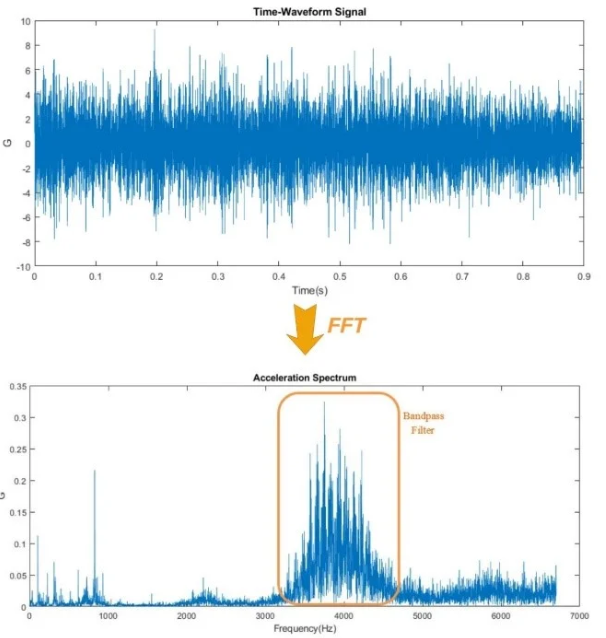 Time-Waveform Signal
10
8
6
4
2
0
-2
-4
-6
-8
-10
G
0 0.1 0.2 0.3 0.4 0.5 0.6 0.7 0.8 0.9
Time(s)
FFT
Acceleration Spectrum
0.35
0.3
0.25
0.2
0.15
0.1
0.05
0
G
Bandpass
Filter
0 1000 2000 3000 4000 5000 6000 7000
Frequency(Hz)